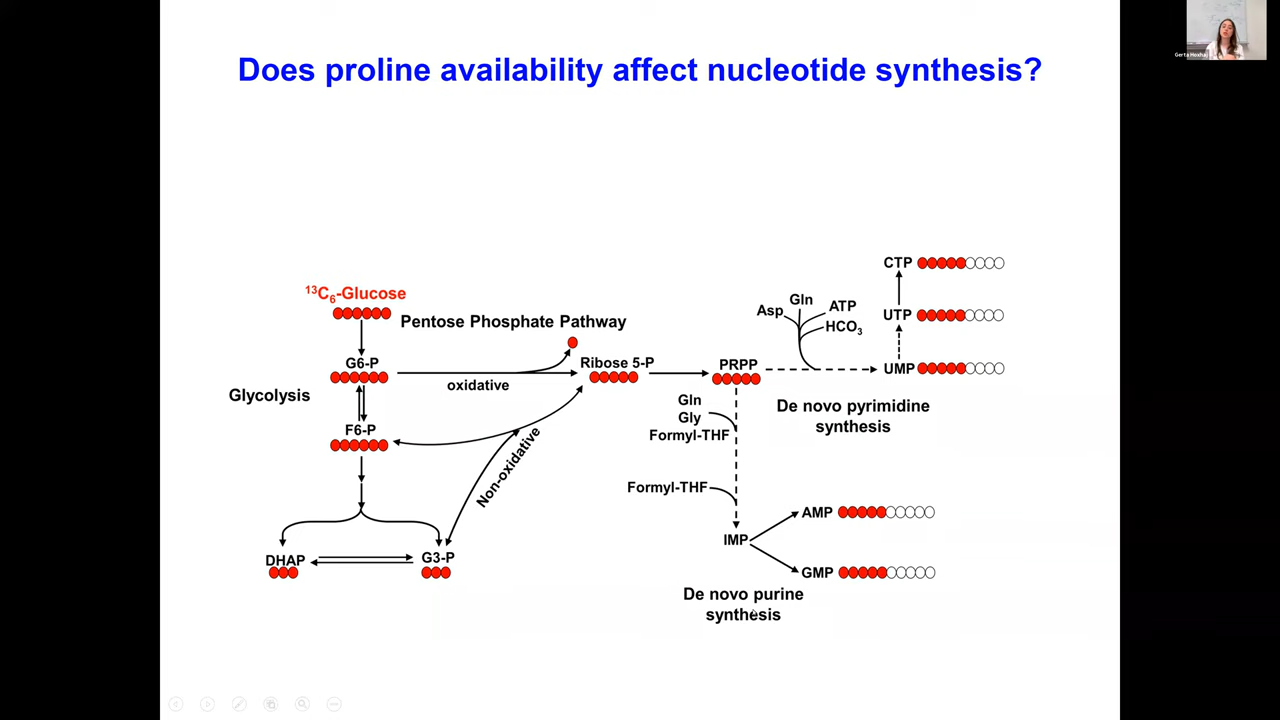 Does proline availability affect nucleotide synthesis?
Gerta Hoxhaj
¹³C₆-Glucose
Pentose Phosphate Pathway
G6-P
oxidative
Ribose 5-P
PRPP
Glycolysis
F6-P
Non-oxidative
DHAP
G3-P
Asp
Gln
ATP
HCO₃
CTP
UTP
UMP
De novo pyrimidine
synthesis
Gln
Gly
Formyl-THF
Formyl-THF
IMP
AMP
GMP
De novo purine
synthesis